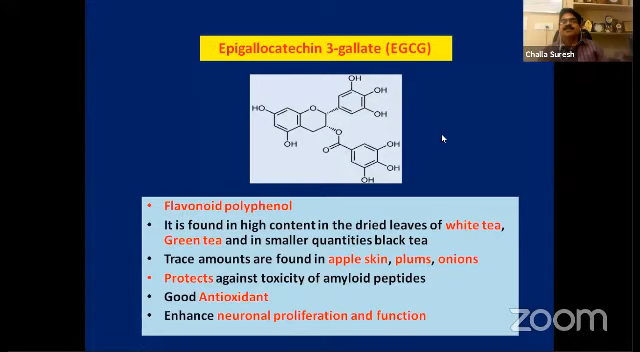 Epigallocatechin 3-gallate (EGCG)
Challa Suresh
OH
OH
HO
O
OH
OH
O
O
OH
OH
OH
• Flavonoid polyphenol
• It is found in high content in the dried leaves of white tea,
Green tea and in smaller quantities black tea
• Trace amounts are found in apple skin, plums, onions
• Protects against toxicity of amyloid peptides
• Good Antioxidant
• Enhance neuronal proliferation and function
zoom